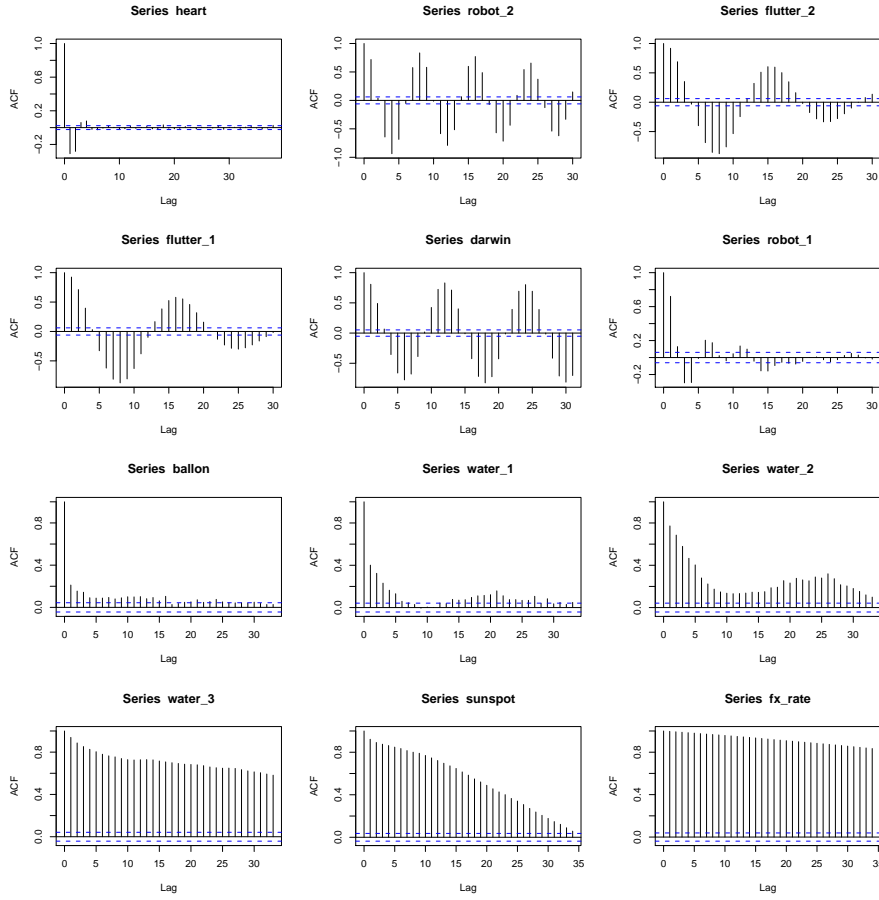 Series heart
ACF
-0.2 0.2 0.6 1.0
0 10 20 30
Lag
Series robot_2
ACF
-1.0 -0.5 0.0 0.5 1.0
0 5 10 15 20 25 30
Lag
Series flutter_2
ACF
-0.5 0.0 0.5 1.0
0 5 10 15 20 25 30
Lag
Series flutter_1
ACF
-0.5 0.0 0.5 1.0
0 5 10 15 20 25 30
Lag
Series darwin
ACF
-0.5 0.0 0.5 1.0
0 5 10 15 20 25 30
Lag
Series robot_1
ACF
-0.2 0.2 0.6 1.0
0 5 10 15 20 25 30
Lag
Series ballon
ACF
0.0 0.4 0.8
0 5 10 15 20 25 30
Lag
Series water_1
ACF
0.0 0.4 0.8
0 5 10 15 20 25 30
Lag
Series water_2
ACF
0.0 0.4 0.8
0 5 10 15 20 25 30
Lag
Series water_3
ACF
0.0 0.4 0.8
0 5 10 15 20 25 30
Lag
Series sunspot
ACF
0.0 0.4 0.8
0 5 10 15 20 25 30 35
Lag
Series fx_rate
ACF
0.0 0.4 0.8
0 5 10 15 20 25 30
Lag